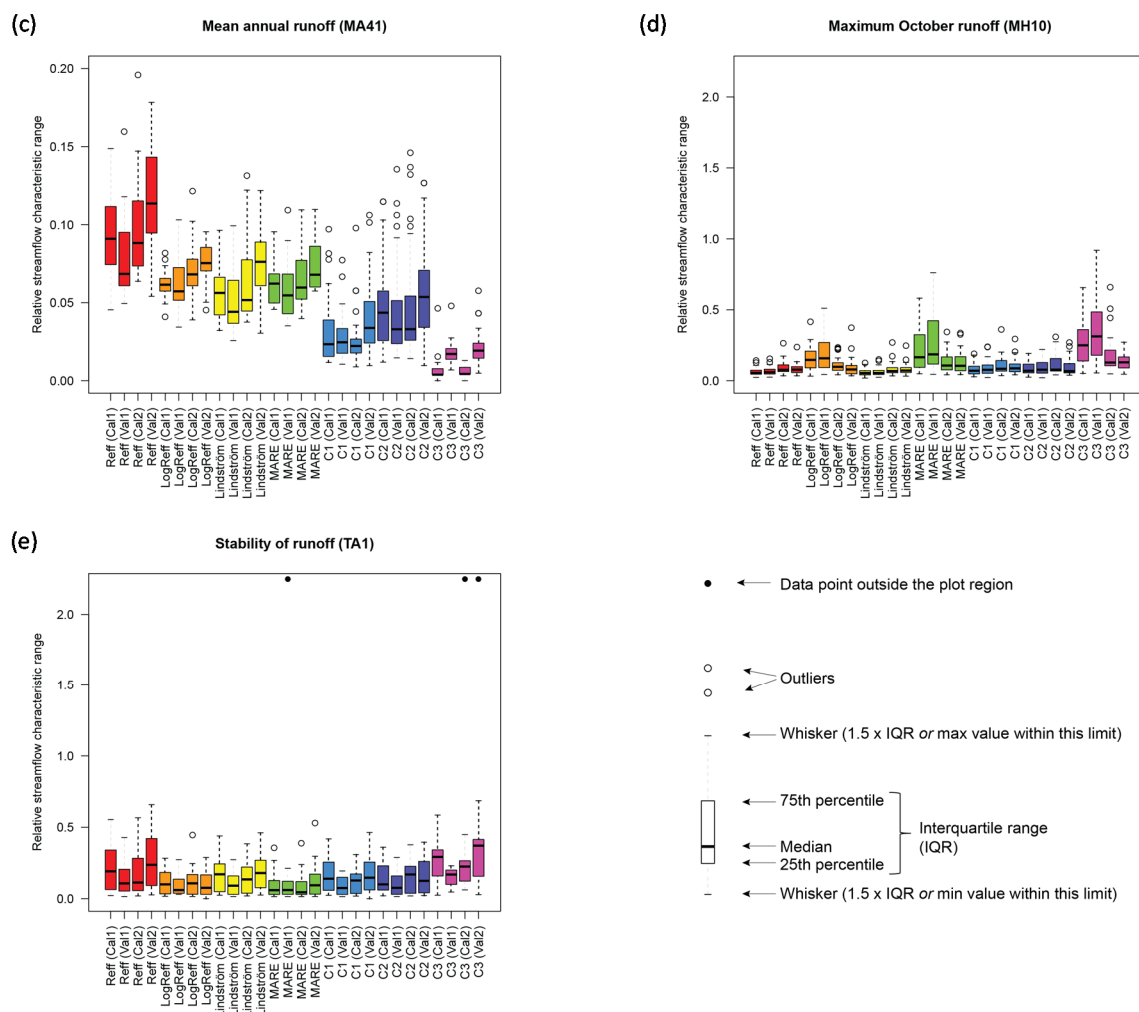 (c)
Mean annual runoff (MA41)
Relative streamflow characteristic range
0.20
0.15
0.10
0.05
0.00
Reff (Cal1)
Reff (Val1)
Reff (Cal2)
Reff (Val2)
LogReff (Cal1)
LogReff (Val1)
LogReff (Cal2)
LogReff (Val2)
Lindström (Cal1)
Lindström (Val1)
Lindström (Cal2)
Lindström (Val2)
MARE (Cal1)
MARE (Val1)
MARE (Cal2)
MARE (Val2)
C1 (Cal1)
C1 (Val1)
C1 (Cal2)
C1 (Val2)
C2 (Cal1)
C2 (Val1)
C2 (Cal2)
C2 (Val2)
C3 (Cal1)
C3 (Val1)
C3 (Cal2)
C3 (Val2)
(d)
Maximum October runoff (MH10)
Relative streamflow characteristic range
2.0
1.5
1.0
0.5
0.0
Reff (Cal1)
Reff (Val1)
Reff (Cal2)
Reff (Val2)
LogReff (Cal1)
LogReff (Val1)
LogReff (Cal2)
LogReff (Val2)
Lindström (Cal1)
Lindström (Val1)
Lindström (Cal2)
Lindström (Val2)
MARE (Cal1)
MARE (Val1)
MARE (Cal2)
MARE (Val2)
C1 (Cal1)
C1 (Val1)
C1 (Cal2)
C1 (Val2)
C2 (Cal1)
C2 (Val1)
C2 (Cal2)
C2 (Val2)
C3 (Cal1)
C3 (Val1)
C3 (Cal2)
C3 (Val2)
(e)
Stability of runoff (TA1)
Relative streamflow characteristic range
2.0
1.5
1.0
0.5
0.0
Reff (Cal1)
Reff (Val1)
Reff (Cal2)
Reff (Val2)
LogReff (Cal1)
LogReff (Val1)
LogReff (Cal2)
LogReff (Val2)
Lindström (Cal1)
Lindström (Val1)
Lindström (Cal2)
Lindström (Val2)
MARE (Cal1)
MARE (Val1)
MARE (Cal2)
MARE (Val2)
C1 (Cal1)
C1 (Val1)
C1 (Cal2)
C1 (Val2)
C2 (Cal1)
C2 (Val1)
C2 (Cal2)
C2 (Val2)
C3 (Cal1)
C3 (Val1)
C3 (Cal2)
C3 (Val2)
Data point outside the plot region
Outliers
Whisker (1.5 x IQR or max value within this limit)
75th percentile
Interquartile range
(IQR)
Median
25th percentile
Whisker (1.5 x IQR or min value within this limit)